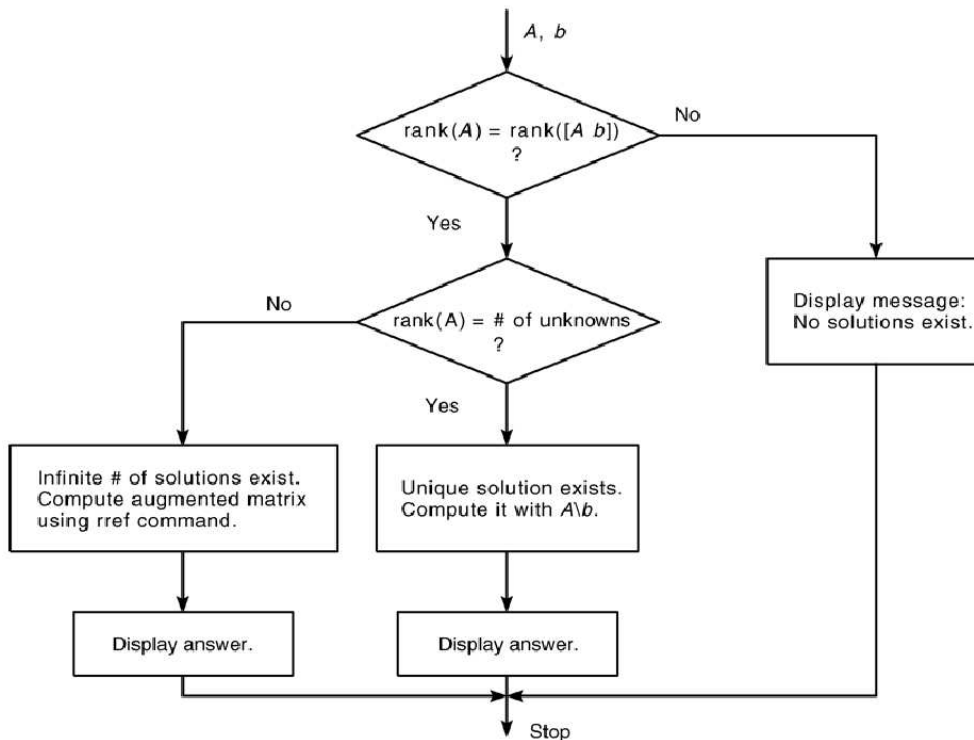 A, b
rank(A) = rank([A b])
?
No
Yes
rank(A) = # of unknowns
?
No
Yes
Display message:
No solutions exist.
Infinite # of solutions exist.
Compute augmented matrix
using rref command.
Unique solution exists.
Compute it with A\b.
Display answer.
Display answer.
Stop